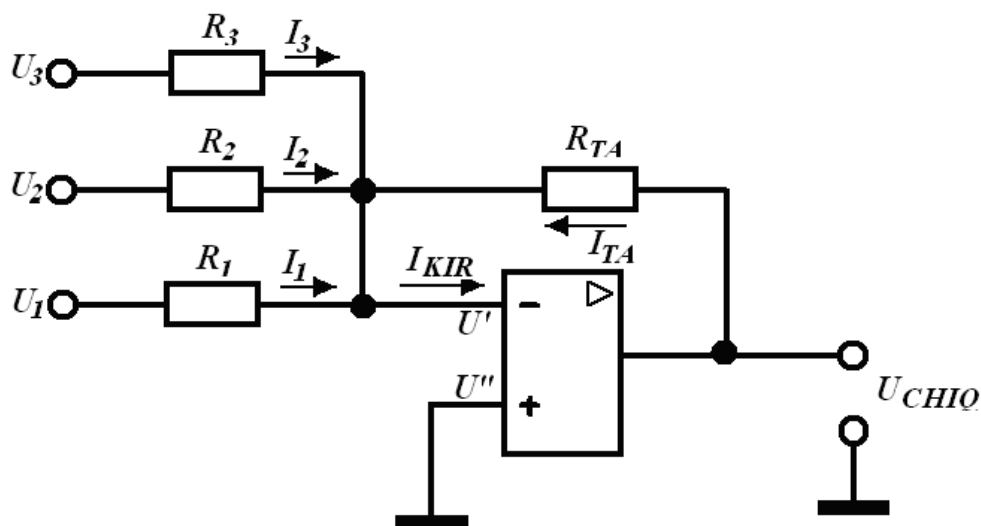 R3 I3
U3
R2 I2 RTA
U2
ITA
R1 I1 IKIR
U1 -
U'
U" +
UCHIQ